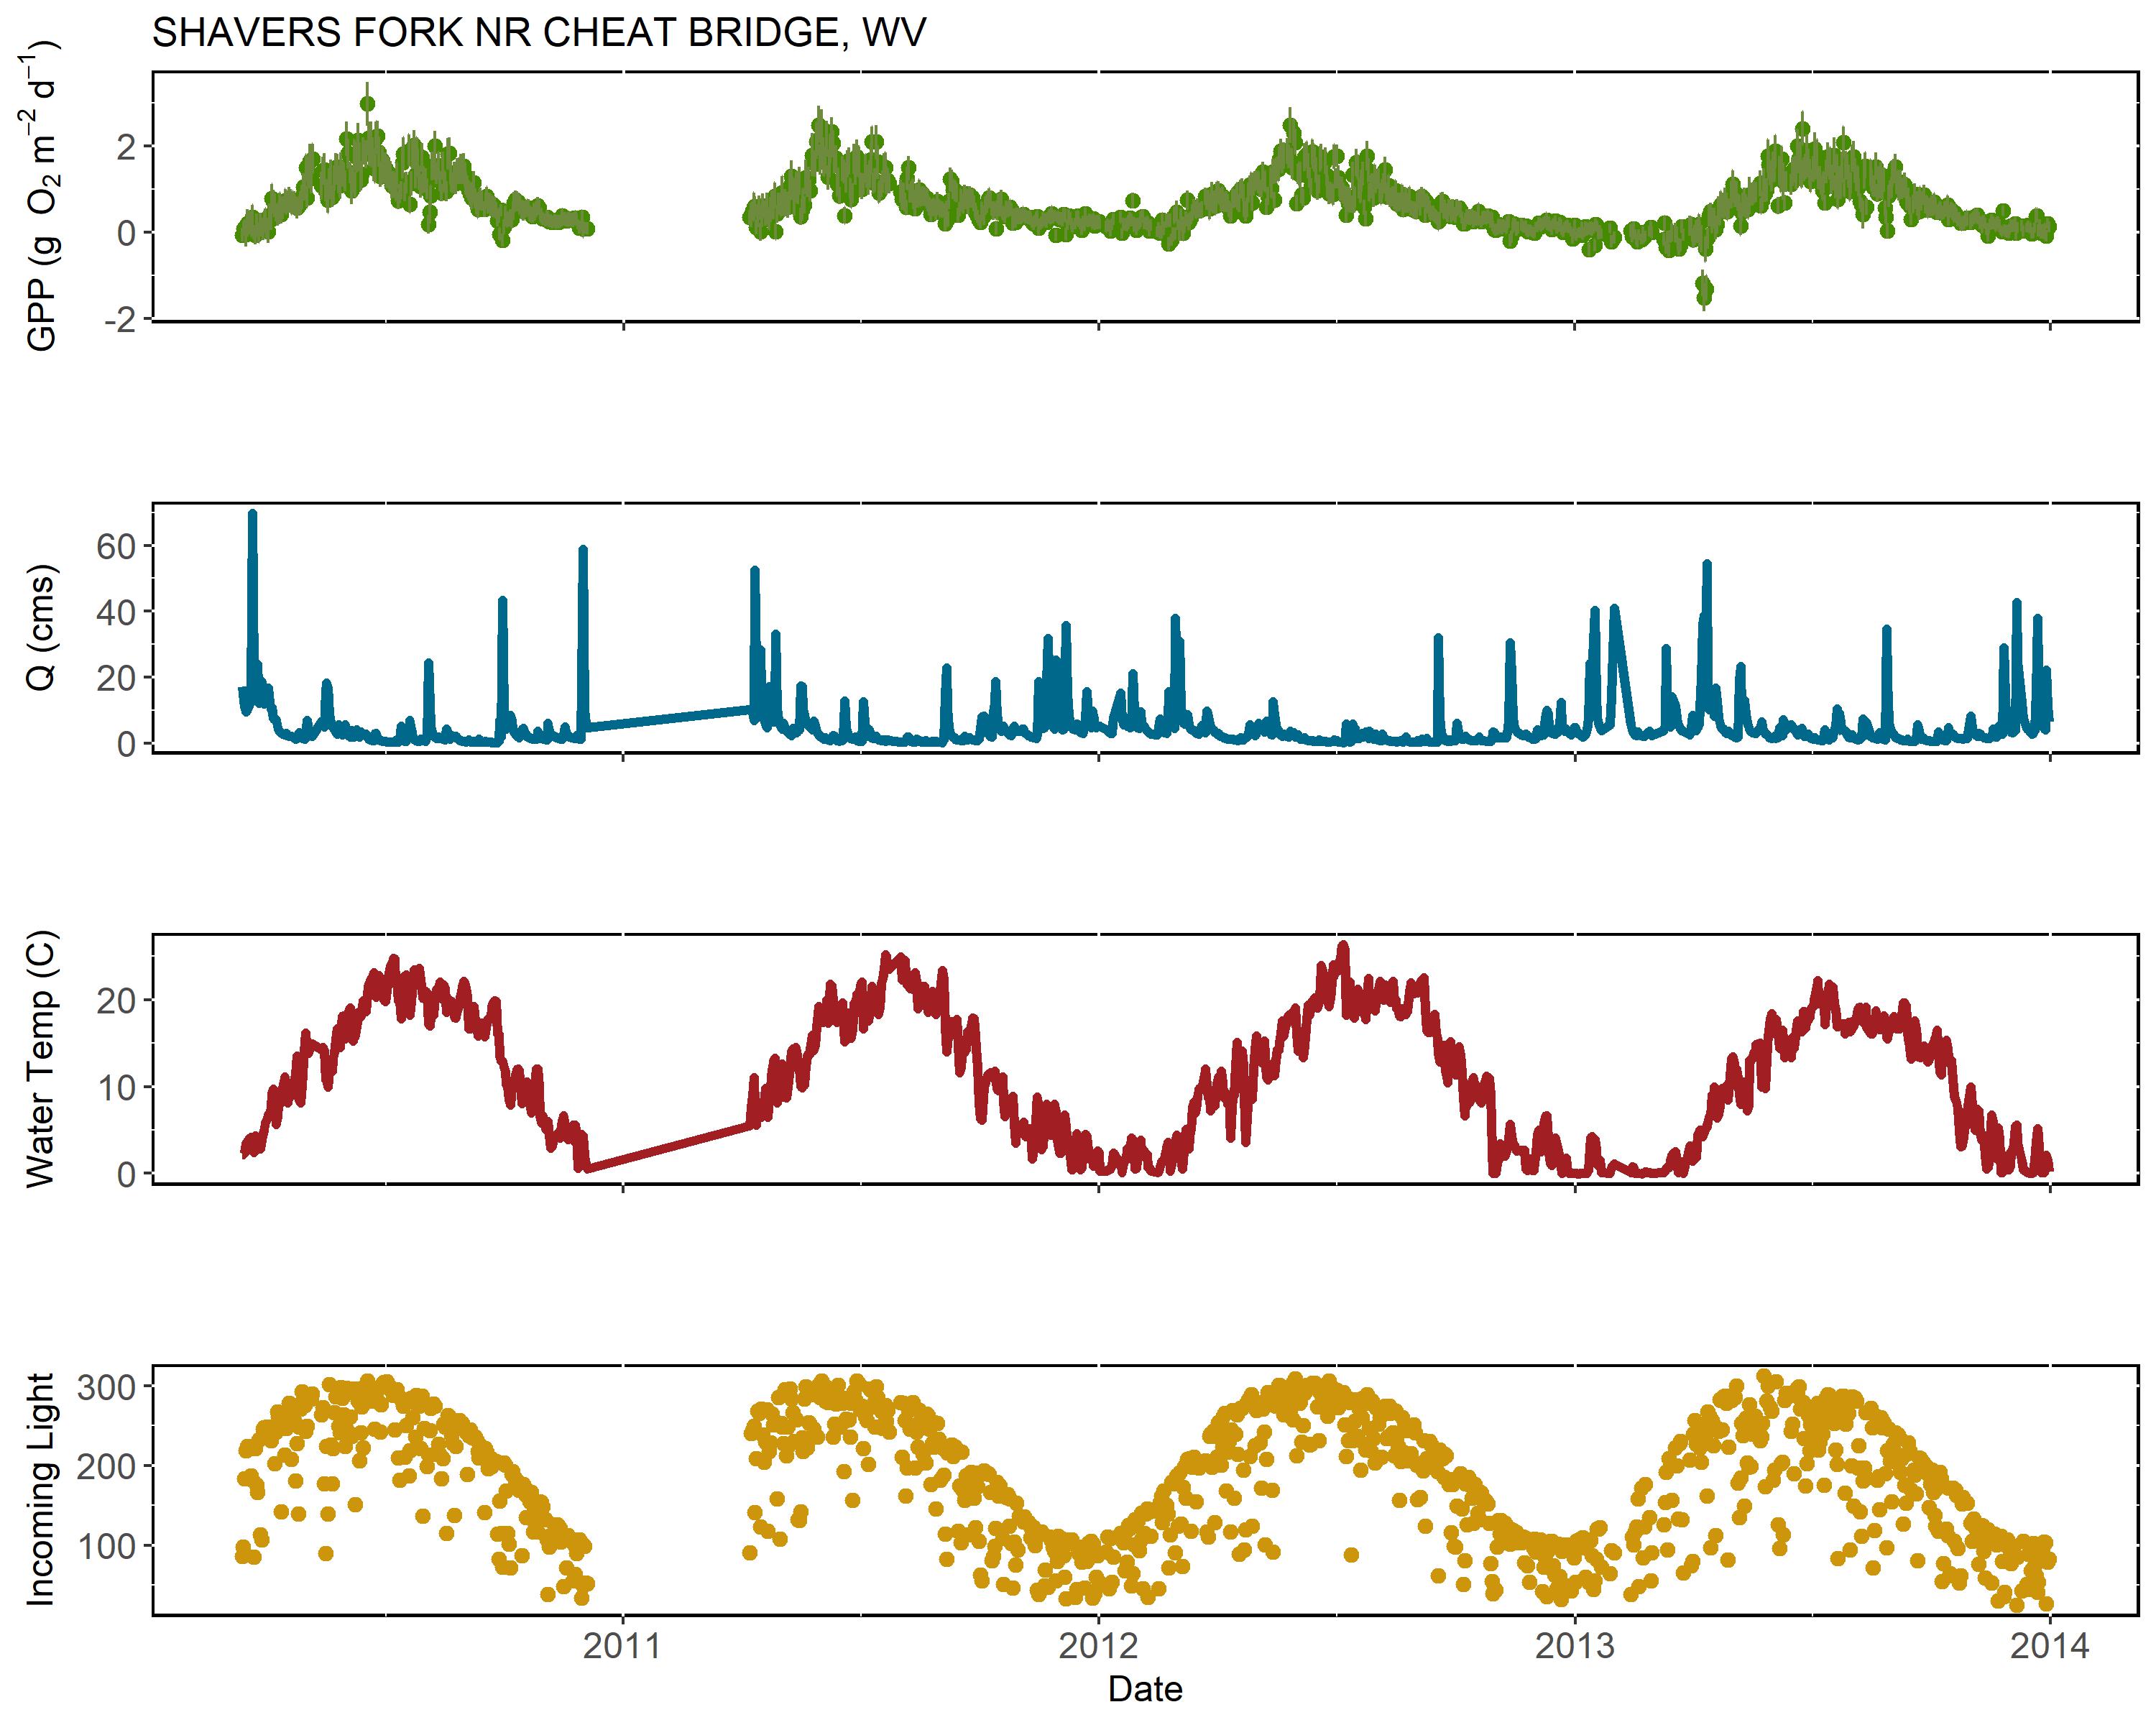 SHAVERS FORK NR CHEAT BRIDGE, WV
GPP (g O₂ m⁻² d⁻¹)
2
0
-2
Q (cms)
60
40
20
0
Water Temp (C)
20
10
0
Incoming Light
300
200
100
2011 2012 2013 2014
Date